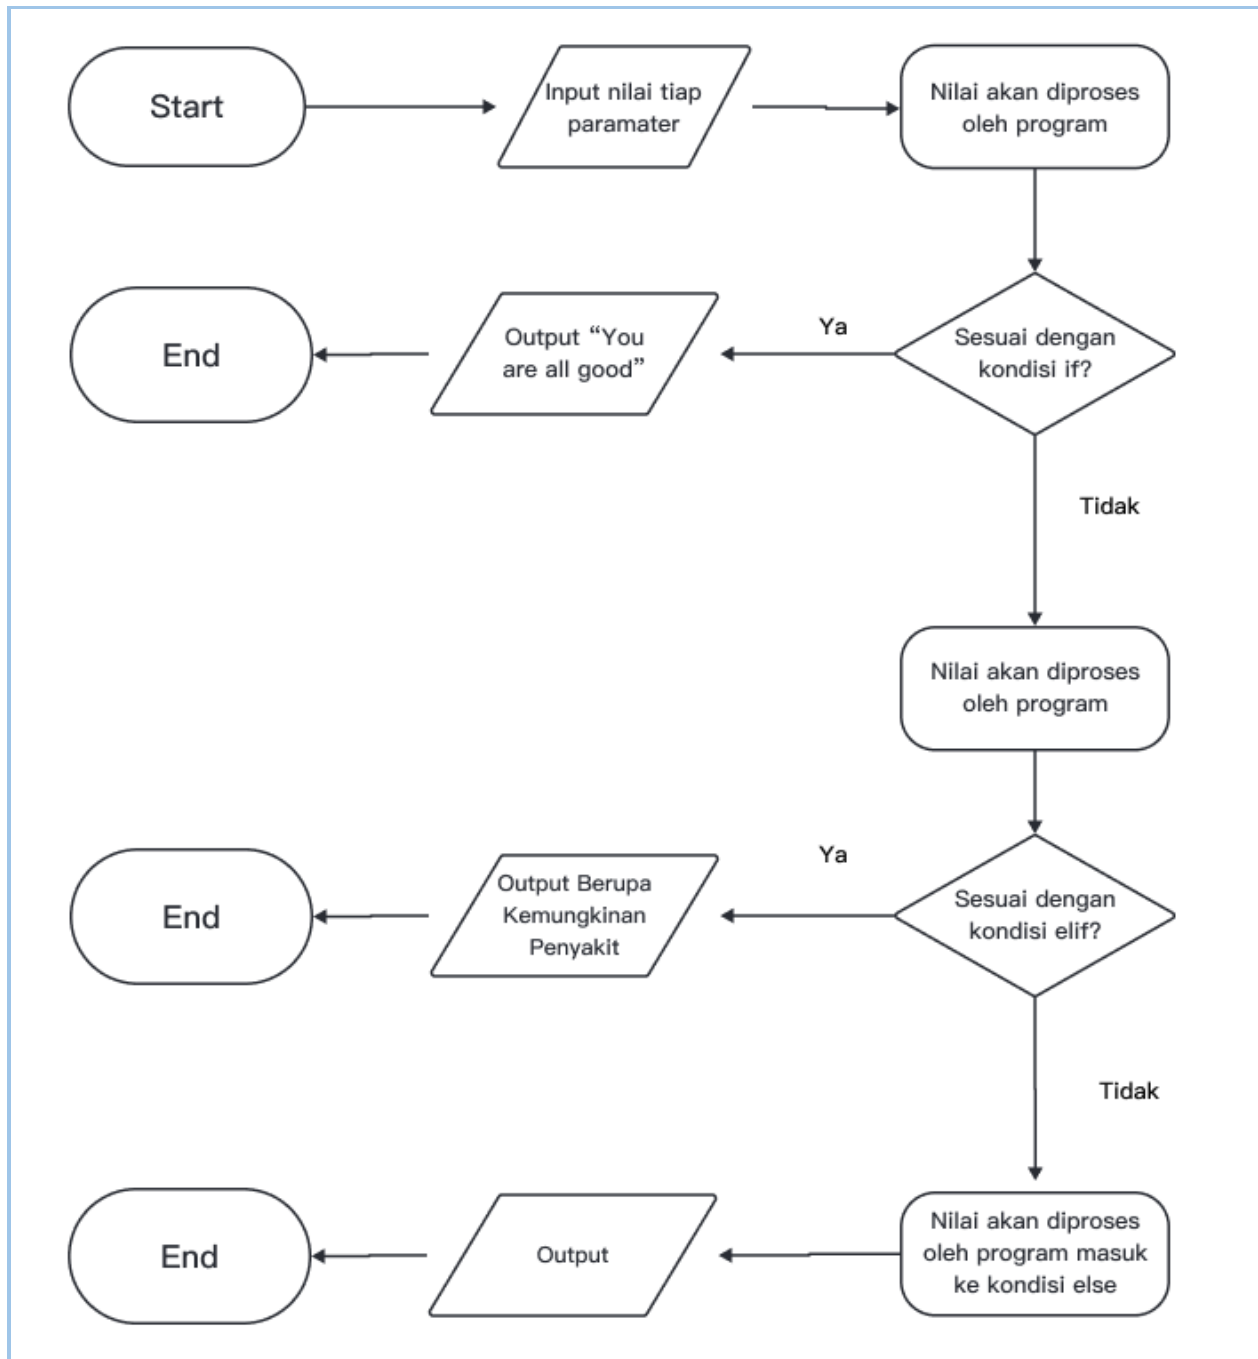 Start
Input nilai tiap
paramater
Nilai akan diproses
oleh program
End
Output “You
are all good”
Ya
Sesuai dengan
kondisi if?
Tidak
Nilai akan diproses
oleh program
End
Output Berupa
Kemungkinan
Penyakit
Ya
Sesuai dengan
kondisi elif?
Tidak
End
Output
Nilai akan diproses
oleh program masuk
ke kondisi else